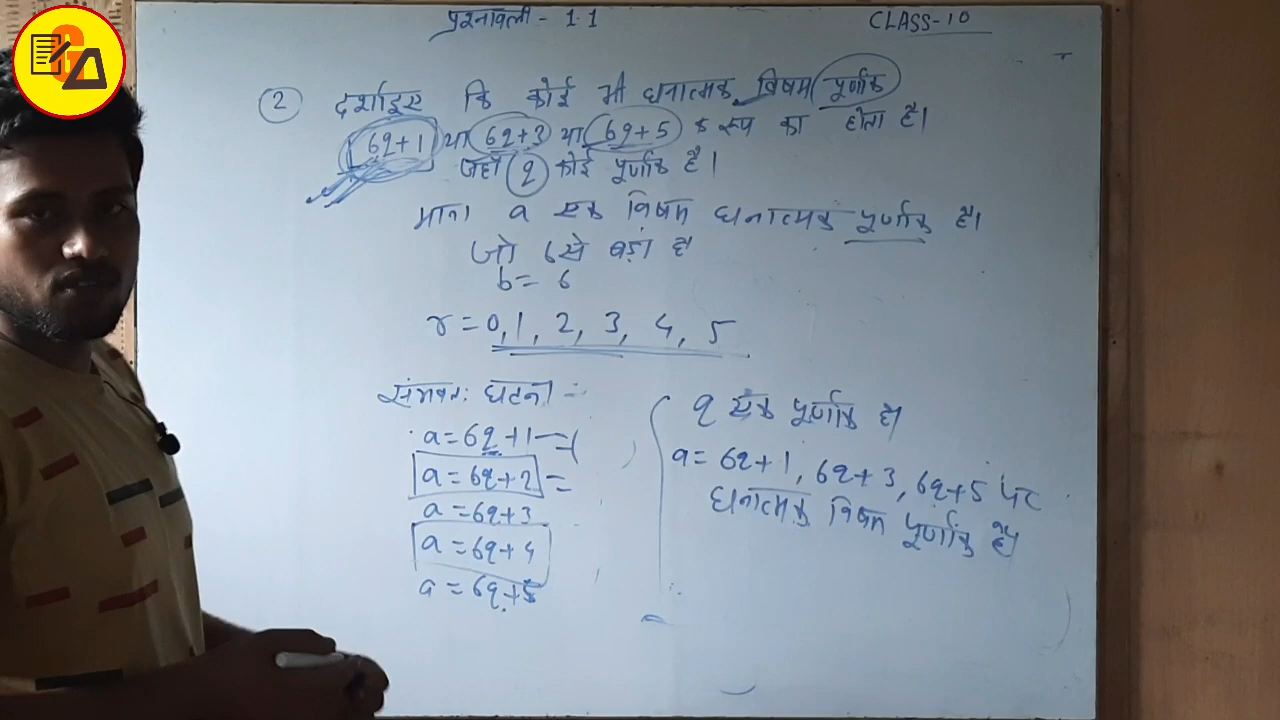 प्रश्नावली - 1.1
CLASS-10
② दर्शाइए कि कोई भी धनात्मक विषम पूर्णांक
6q+1 या 6q+3 या 6q+5 के रूप का होता है।
जहाँ q कोई पूर्णांक है।
माना a एक विषम धनात्मक पूर्णांक है।
जो 6 से बड़ा है
b = 6
r = 0, 1, 2, 3, 4, 5
संभवत: घटना :-
a = 6q+1
a = 6q+2 =
a = 6q+3
a = 6q+4
a = 6q+5
q एक पूर्णांक है।
a = 6q+1, 6q+3, 6q+5 पर
धनात्मक विषम पूर्णांक है।